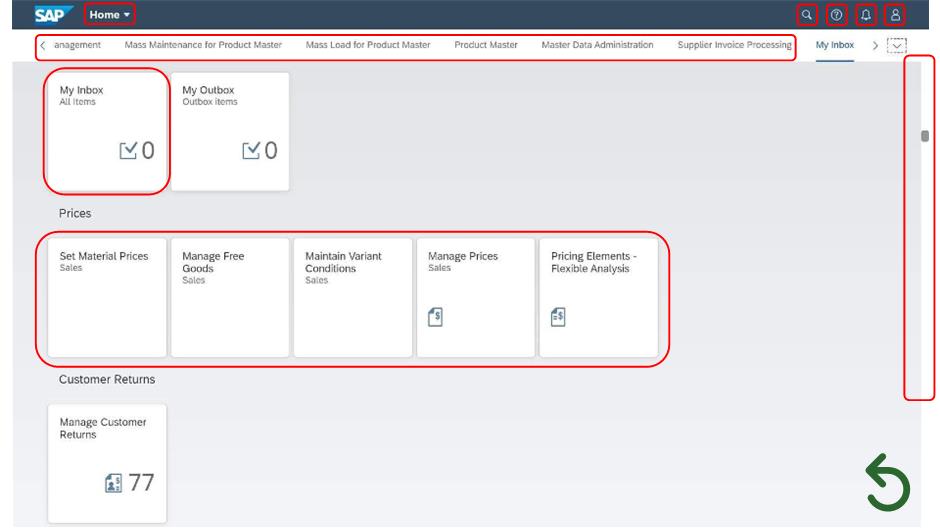 SAP Home
anagement Mass Maintenance for Product Master Mass Load for Product Master Product Master Master Data Administration Supplier Invoice Processing My Inbox
My Inbox
All Items
0
My Outbox
Outbox items
0
Prices
Set Material Prices
Sales
Manage Free
Goods
Sales
Maintain Variant
Conditions
Sales
Manage Prices
Sales
$
Pricing Elements -
Flexible Analysis
$
Customer Returns
Manage Customer
Returns
$
77